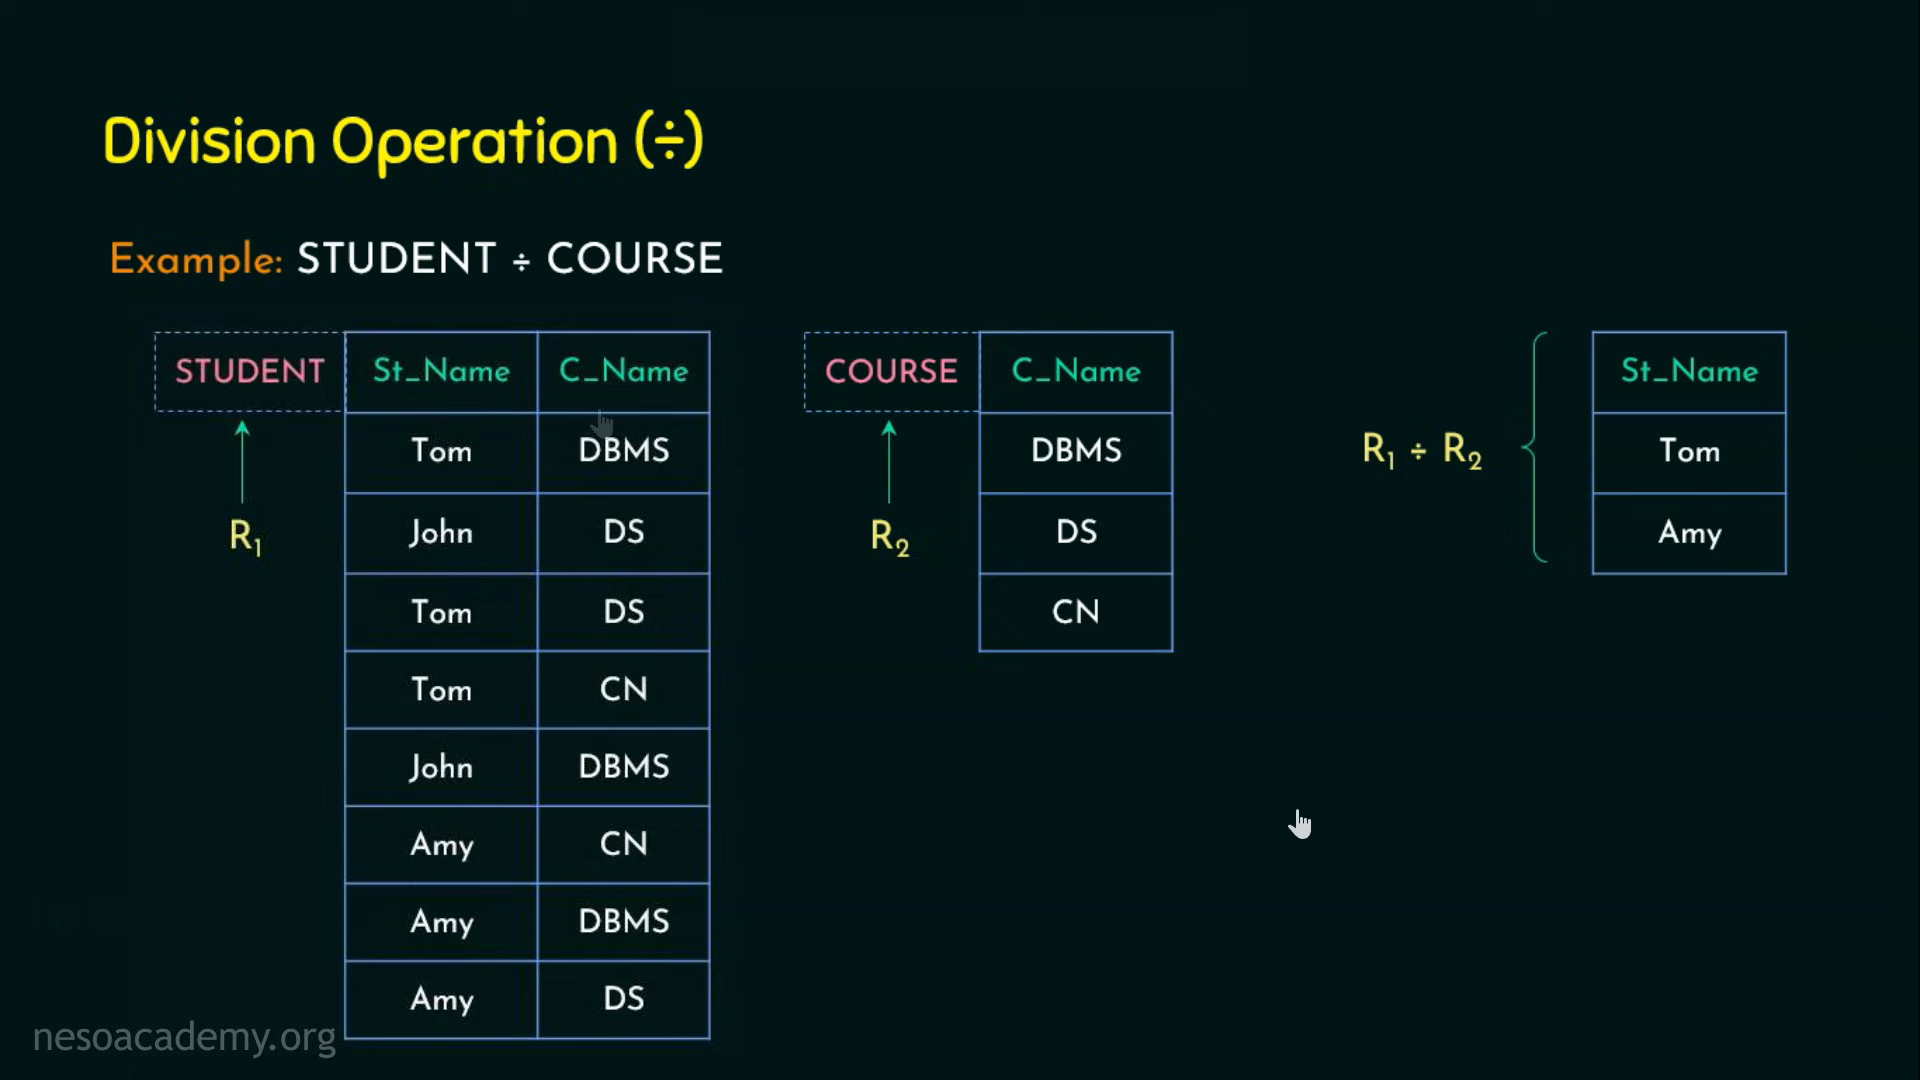 Division Operation (÷)
Example: STUDENT ÷ COURSE
STUDENT St_Name C_Name
Tom DBMS
John DS
Tom DS
Tom CN
John DBMS
Amy CN
Amy DBMS
Amy DS
R1
COURSE C_Name
DBMS
DS
CN
R2
R1 ÷ R2
St_Name
Tom
Amy
nesoacademy.org